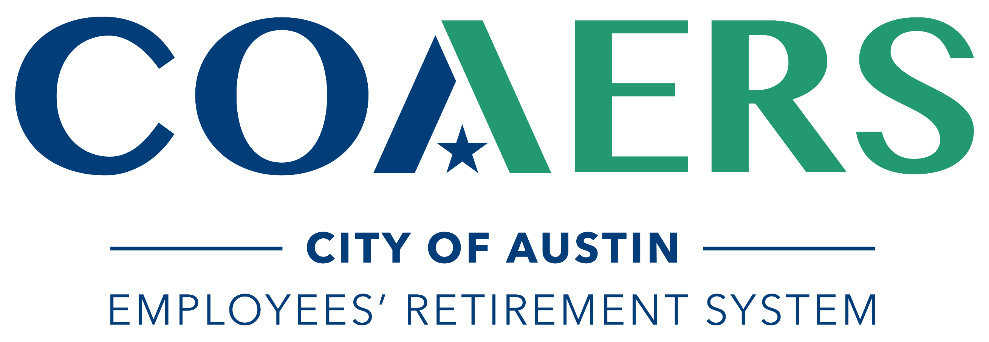 COAERS
CITY OF AUSTIN
EMPLOYEES’ RETIREMENT SYSTEM